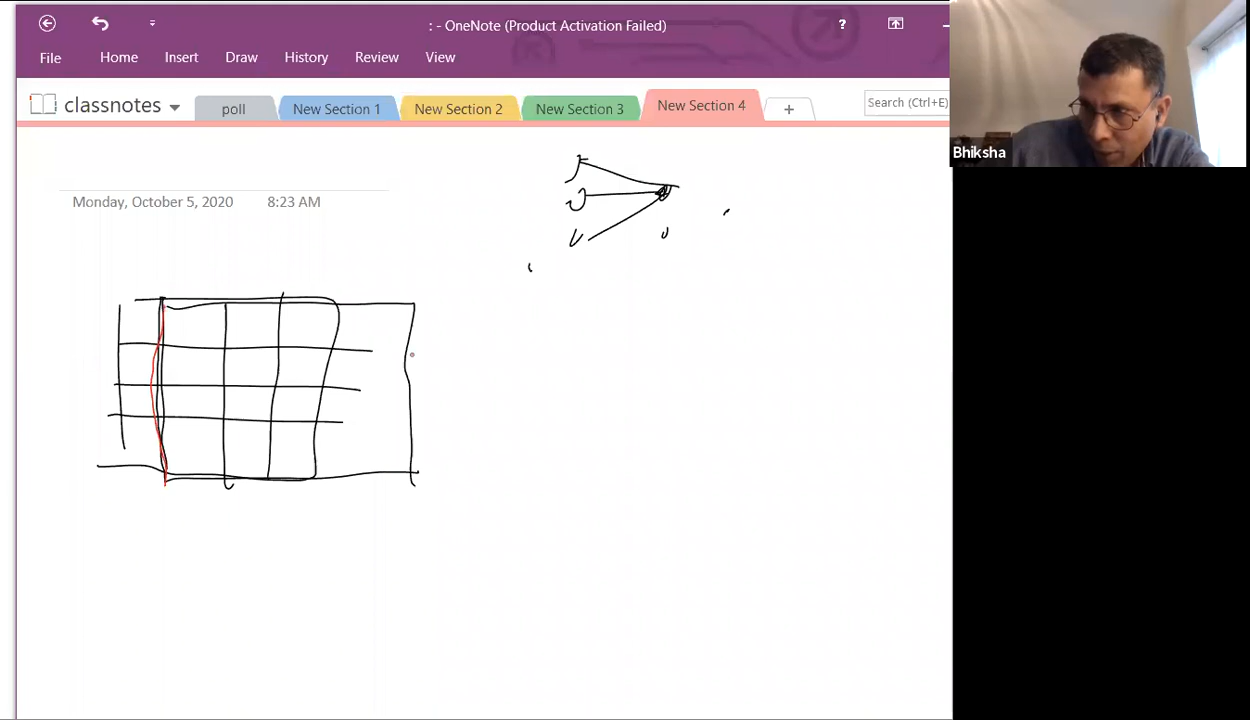 : - OneNote (Product Activation Failed)
?
File Home Insert Draw History Review View
classnotes poll New Section 1 New Section 2 New Section 3 New Section 4 + Search (Ctrl+E)
Bhiksha
Monday, October 5, 2020 8:23 AM